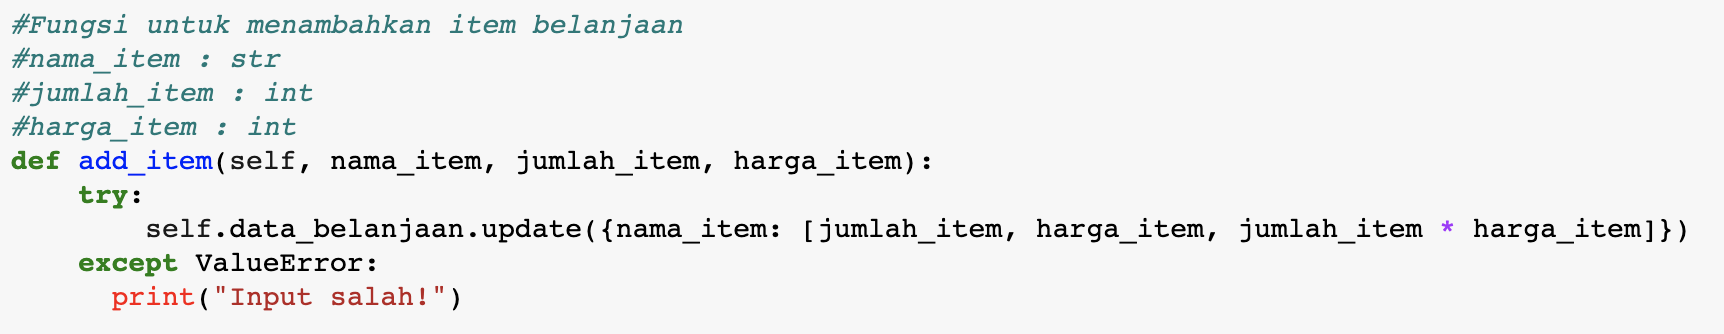 #Fungsi untuk menambahkan item belanjaan
#nama_item : str
#jumlah_item : int
#harga_item : int
def add_item(self, nama_item, jumlah_item, harga_item):
    try:
        self.data_belanjaan.update({nama_item: [jumlah_item, harga_item, jumlah_item * harga_item]})
    except ValueError:
      print("Input salah!")